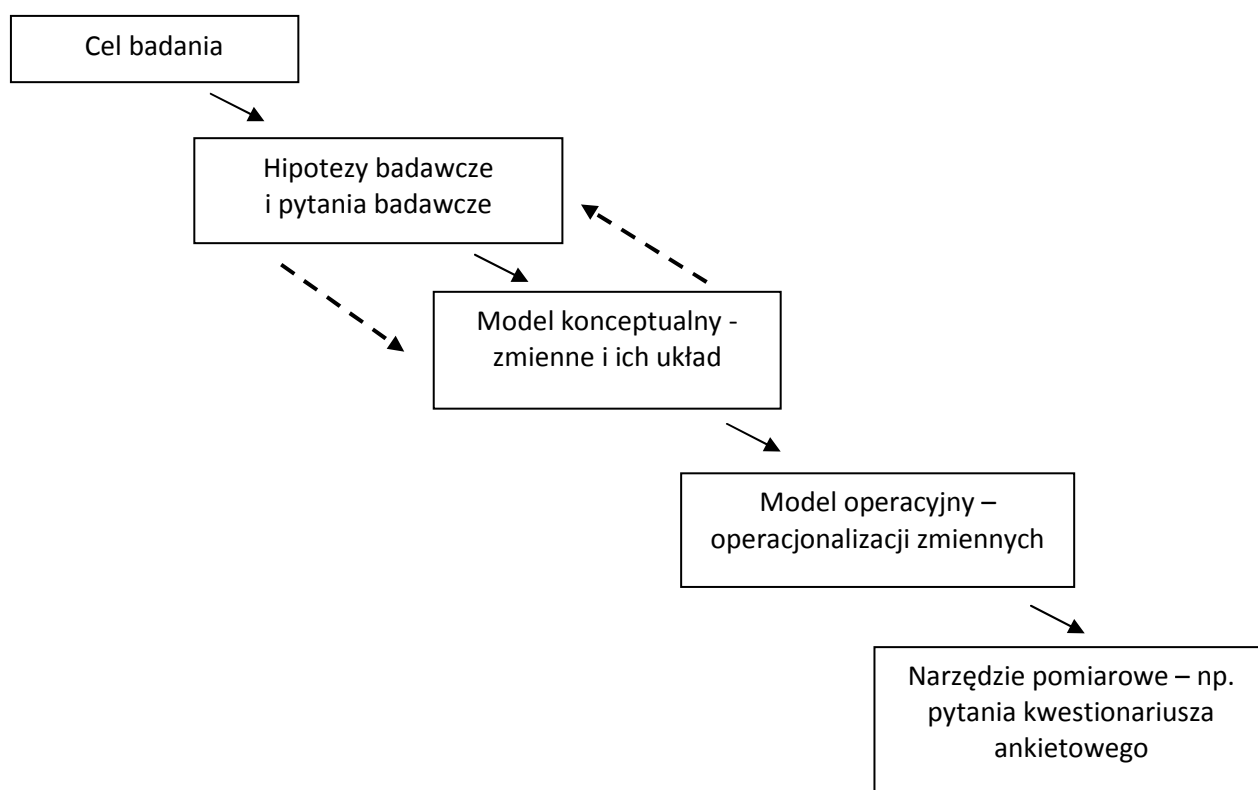 Cel badania
Hipotezy badawcze
i pytania badawcze
Model konceptualny -
zmienne i ich układ
Model operacyjny –
operacjonalizacji zmiennych
Narzędzie pomiarowe – np.
pytania kwestionariusza
ankietowego